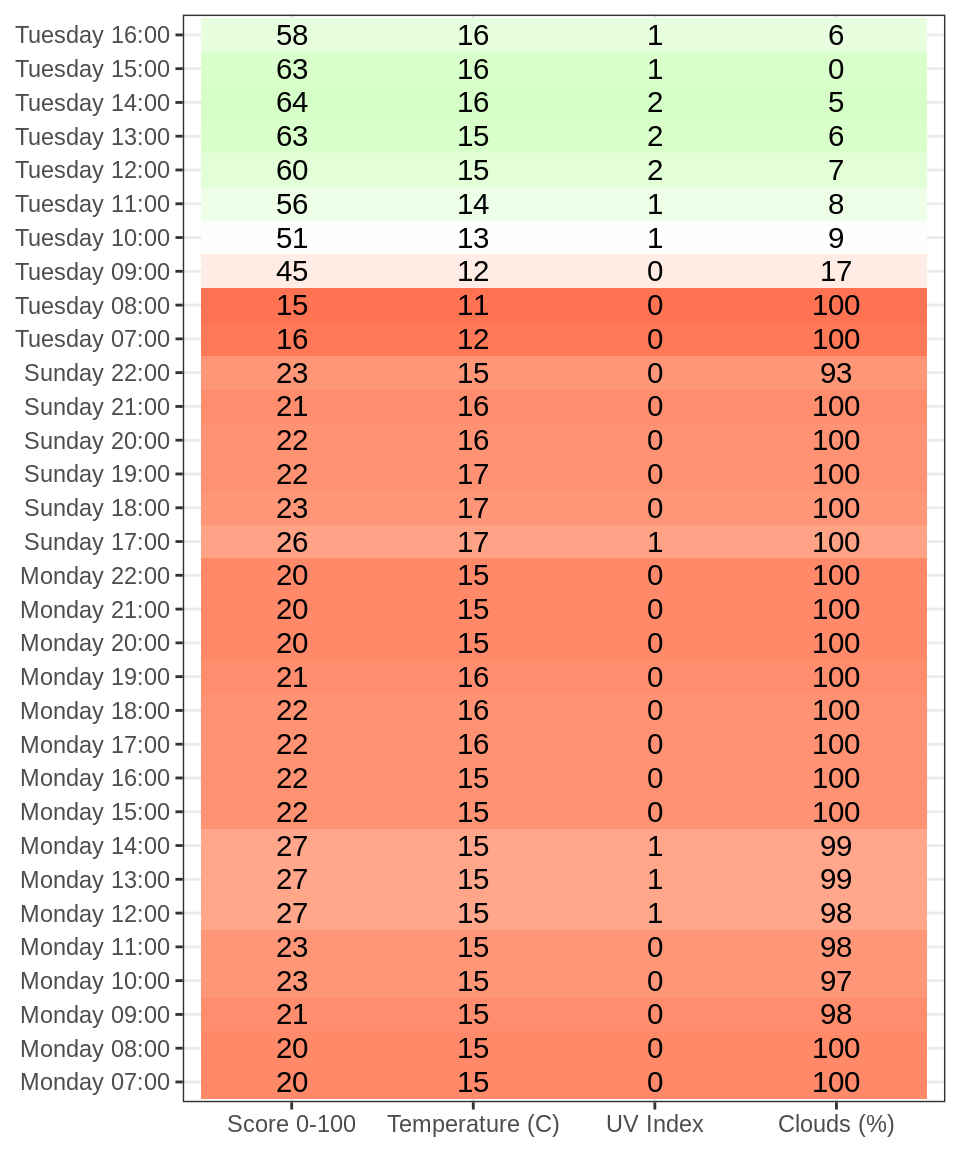 Tuesday 16:00 58 16 1 6
Tuesday 15:00 63 16 1 0
Tuesday 14:00 64 16 2 5
Tuesday 13:00 63 15 2 6
Tuesday 12:00 60 15 2 7
Tuesday 11:00 56 14 1 8
Tuesday 10:00 51 13 1 9
Tuesday 09:00 45 12 0 17
Tuesday 08:00 15 11 0 100
Tuesday 07:00 16 12 0 100
Sunday 22:00 23 15 0 93
Sunday 21:00 21 16 0 100
Sunday 20:00 22 16 0 100
Sunday 19:00 22 17 0 100
Sunday 18:00 23 17 0 100
Sunday 17:00 26 17 1 100
Monday 22:00 20 15 0 100
Monday 21:00 20 15 0 100
Monday 20:00 20 15 0 100
Monday 19:00 21 16 0 100
Monday 18:00 22 16 0 100
Monday 17:00 22 16 0 100
Monday 16:00 22 15 0 100
Monday 15:00 22 15 0 100
Monday 14:00 27 15 1 99
Monday 13:00 27 15 1 99
Monday 12:00 27 15 1 98
Monday 11:00 23 15 0 98
Monday 10:00 23 15 0 97
Monday 09:00 21 15 0 98
Monday 08:00 20 15 0 100
Monday 07:00 20 15 0 100
Score 0-100 Temperature (C) UV Index Clouds (%)